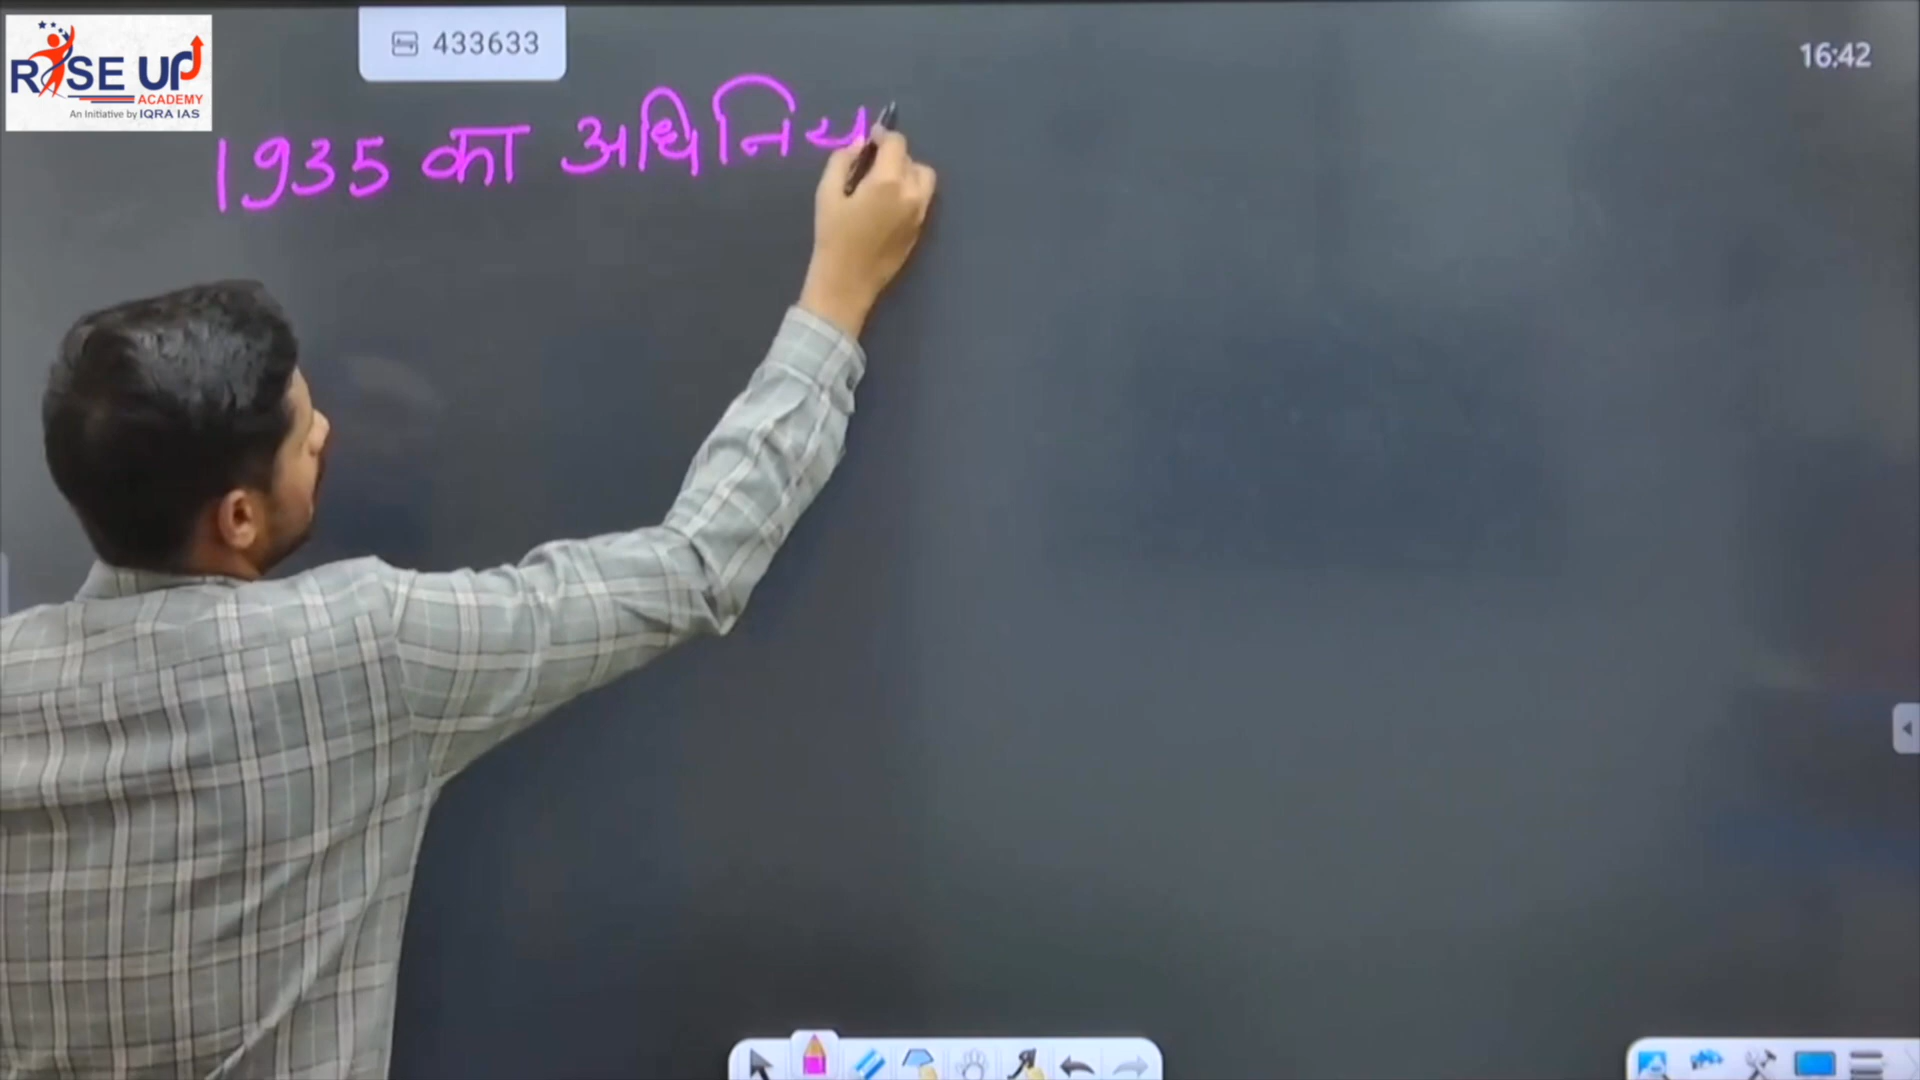 RISE UP
ACADEMY
An Initiative by IQRA IAS
433633
16:42
1935 का अधिनिय